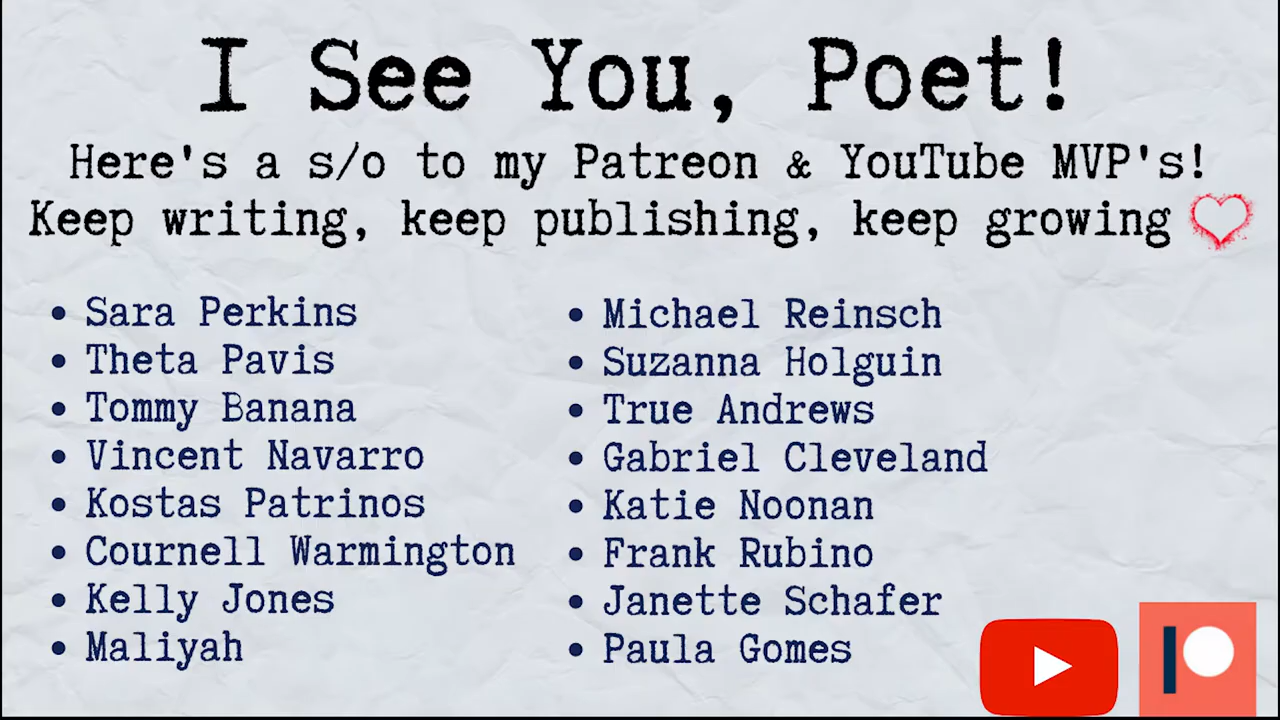 I See You, Poet!
Here's a s/o to my Patreon & YouTube MVP's!
Keep writing, keep publishing, keep growing
• Sara Perkins
• Theta Pavis
• Tommy Banana
• Vincent Navarro
• Kostas Patrinos
• Cournell Warmington
• Kelly Jones
• Maliyah
• Michael Reinsch
• Suzanna Holguin
• True Andrews
• Gabriel Cleveland
• Katie Noonan
• Frank Rubino
• Janette Schafer
• Paula Gomes